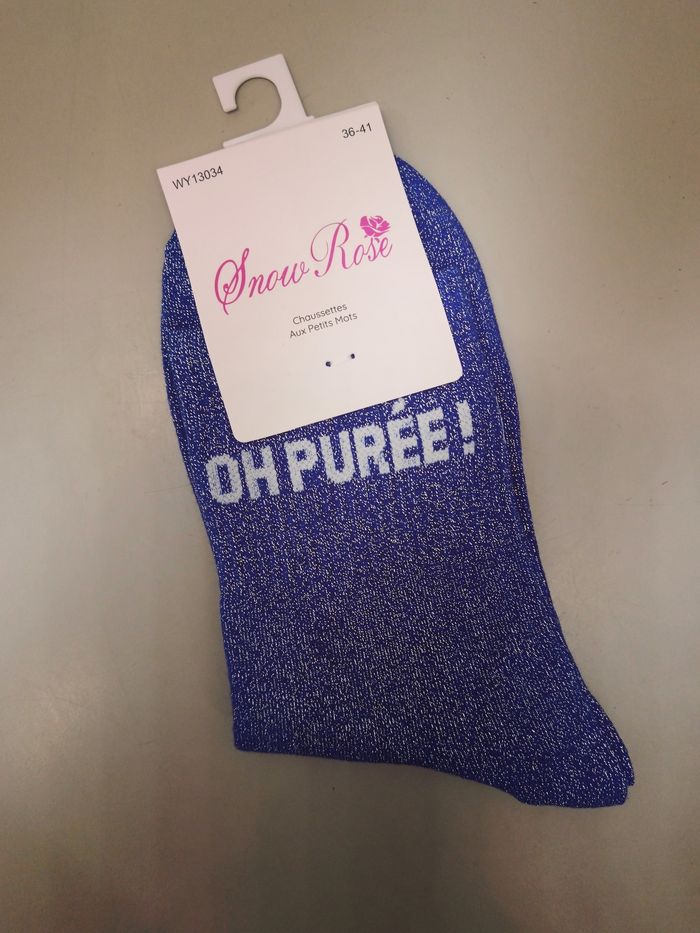 WY13034
36-41
Snow Rose
Chaussettes
Aux Petits Mots
OH PURÉE !